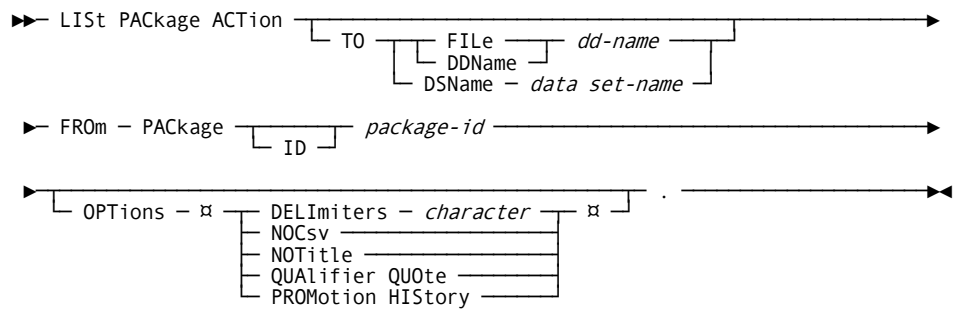 LISt PACkage ACTion
TO FILe dd-name
DDName
DSName data set-name
FROm PACkage package-id
ID
.
OPTions ¤ DELImiters character ¤
NOCsv
NOTitle
QUAlifier QUOte
PROMotion HIStory